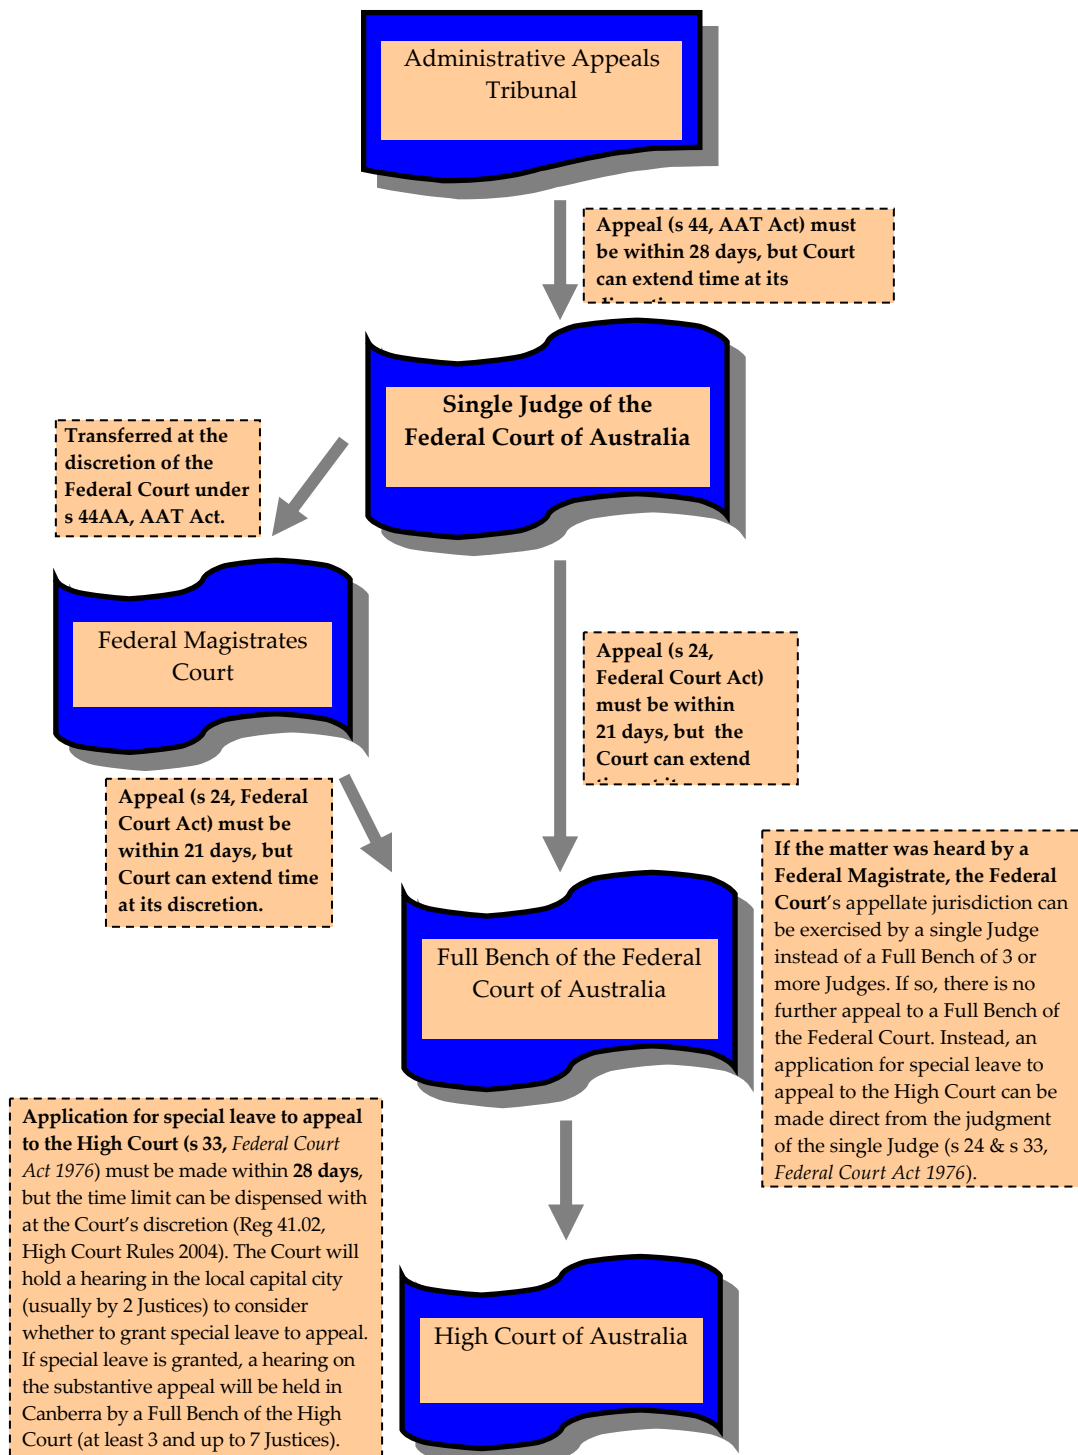 Administrative Appeals
Tribunal
Appeal (s 44, AAT Act) must
be within 28 days, but Court
can extend time at its
Single Judge of the
Federal Court of Australia
Transferred at the
discretion of the
Federal Court under
s 44AA, AAT Act.
Federal Magistrates
Court
Appeal (s 24,
Federal Court Act)
must be within
21 days, but the
Court can extend
Appeal (s 24, Federal
Court Act) must be
within 21 days, but
Court can extend time
at its discretion.
If the matter was heard by a
Federal Magistrate, the Federal
Court’s appellate jurisdiction can
be exercised by a single Judge
instead of a Full Bench of 3 or
more Judges. If so, there is no
further appeal to a Full Bench of
the Federal Court. Instead, an
application for special leave to
appeal to the High Court can be
made direct from the judgment
of the single Judge (s 24 & s 33,
Federal Court Act 1976).
Full Bench of the Federal
Court of Australia
Application for special leave to appeal
to the High Court (s 33, Federal Court
Act 1976) must be made within 28 days,
but the time limit can be dispensed with
at the Court’s discretion (Reg 41.02,
High Court Rules 2004). The Court will
hold a hearing in the local capital city
(usually by 2 Justices) to consider
whether to grant special leave to appeal.
If special leave is granted, a hearing on
the substantive appeal will be held in
Canberra by a Full Bench of the High
Court (at least 3 and up to 7 Justices).
High Court of Australia